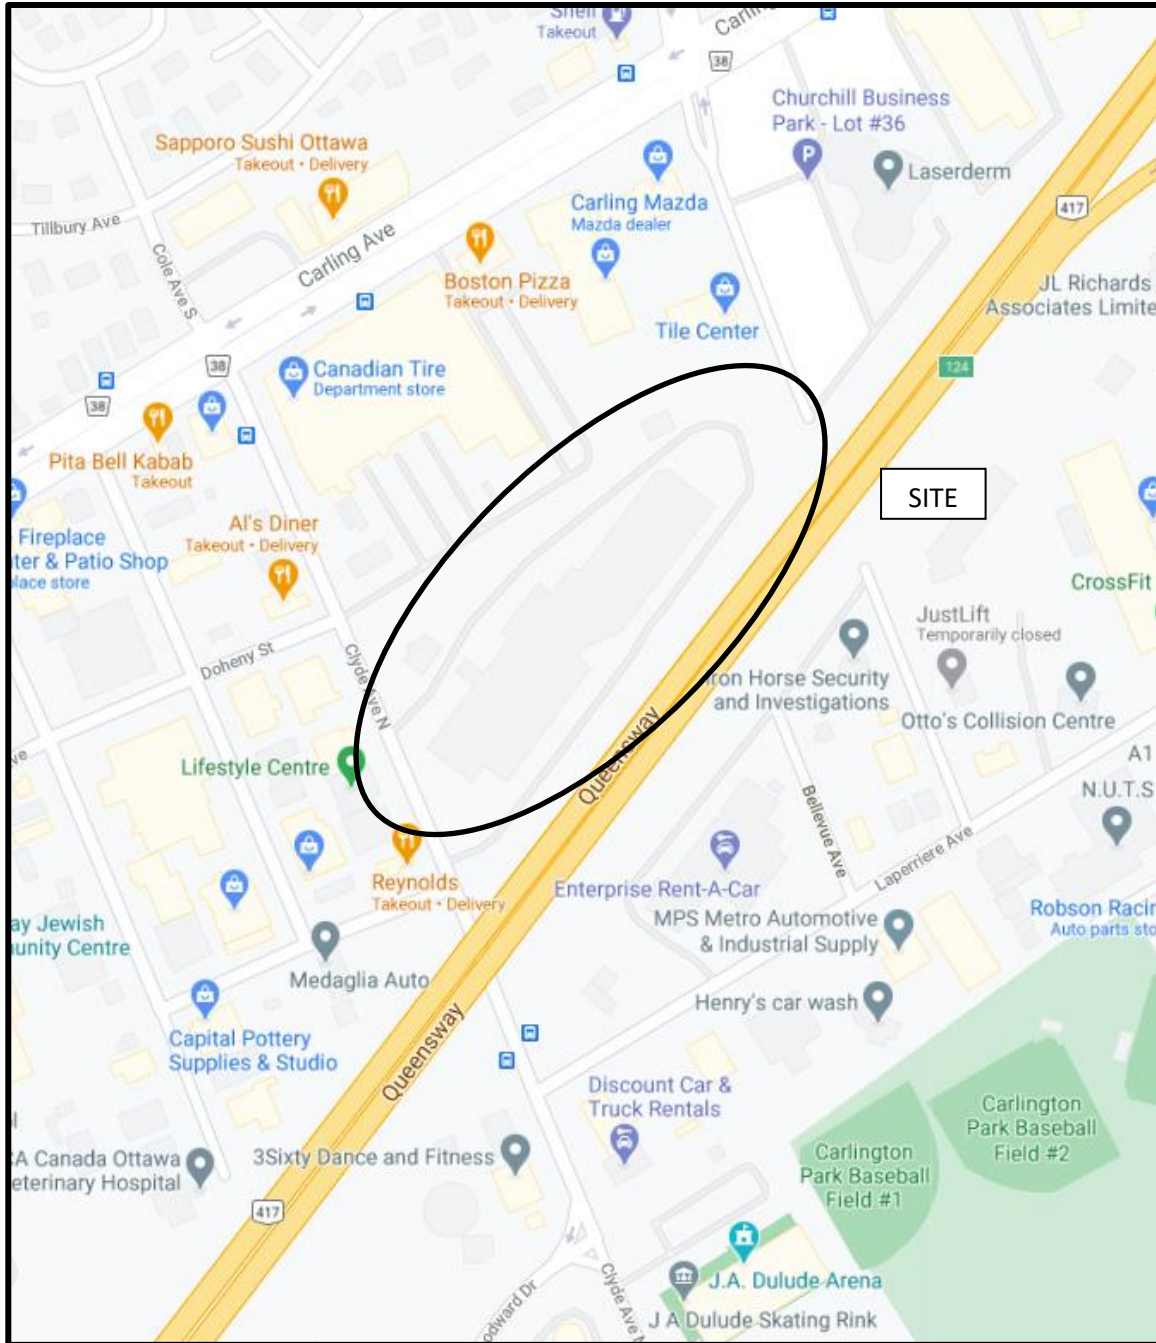 Shell
Takeout
Carling
38
Churchill Business
Park - Lot #36
Laserderm
Sapporo Sushi Ottawa
Takeout • Delivery
Tillbury Ave
Cole Ave S
Carling Ave
Carling Mazda
Mazda dealer
417
Boston Pizza
Takeout • Delivery
JL Richards
Associates Limite
Tile Center
38
Canadian Tire
Department store
124
38
Pita Bell Kabab
Takeout
SITE
Al's Diner
Takeout • Delivery
Fireplace
ter & Patio Shop
place store
CrossFit
JustLift
Temporarily closed
Doheny St
Clyde Ave N
Iron Horse Security
and Investigations
Otto's Collision Centre
ve
Lifestyle Centre
Queensway
A1
N.U.T.S
Bellevue Ave
Laperriere Ave
Reynolds
Takeout • Delivery
Enterprise Rent-A-Car
MPS Metro Automotive
& Industrial Supply
Robson Racin
Auto parts sto
ay Jewish
unity Centre
Medaglia Auto
Henry's car wash
Capital Pottery
Supplies & Studio
Queensway
Discount Car &
Truck Rentals
Carlington
Park Baseball
Field #2
Carlington
Park Baseball
Field #1
CA Canada Ottawa
eterinary Hospital
3Sixty Dance and Fitness
417
odward Dr
Clyde Ave N
J.A. Dulude Arena
J A Dulude Skating Rink